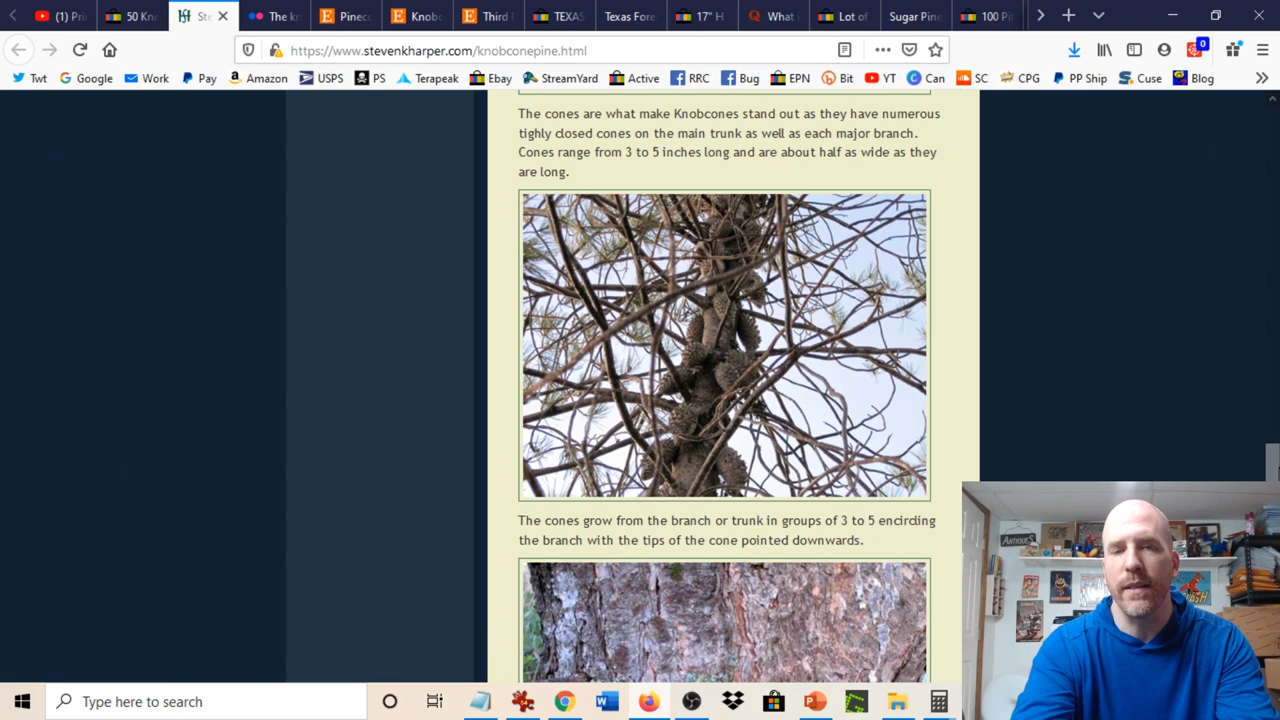 (1) Pri
50 Kno
Ste
The k
Pinec
Knob
Third
TEXAS
Texas Fore
17" H
What
Lot of
Sugar Pine
100 Pi
https://www.stevenkharper.com/knobconepine.html
0
Twt
Google
Work
Pay
Amazon
USPS
PS
Terapeak
Ebay
StreamYard
Active
RRC
Bug
EPN
Bit
YT
Can
SC
CPG
PP Ship
Cuse
Blog
The cones are what make Knobcones stand out as they have numerous
tighly closed cones on the main trunk as well as each major branch.
Cones range from 3 to 5 inches long and are about half as wide as they
are long.
The cones grow from the branch or trunk in groups of 3 to 5 encirding
the branch with the tips of the cone pointed downwards.
ANTIQUES
Type here to search